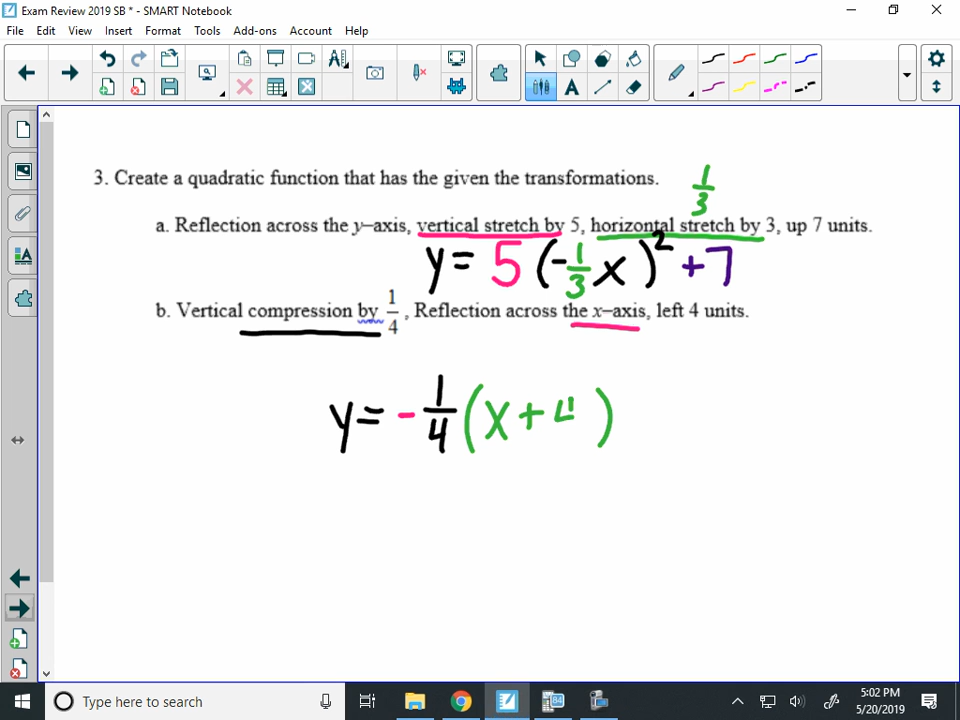 Exam Review 2019 SB * - SMART Notebook
File Edit View Insert Format Tools Add-ons Account Help
3. Create a quadratic function that has the given the transformations.
1/3
a. Reflection across the y–axis, vertical stretch by 5, horizontal stretch by 3, up 7 units.
y = 5 (-1/3 x)² + 7
b. Vertical compression by 1/4, Reflection across the x–axis, left 4 units.
y = - 1/4 (x + 4 )
Type here to search
84
5:02 PM
5/20/2019